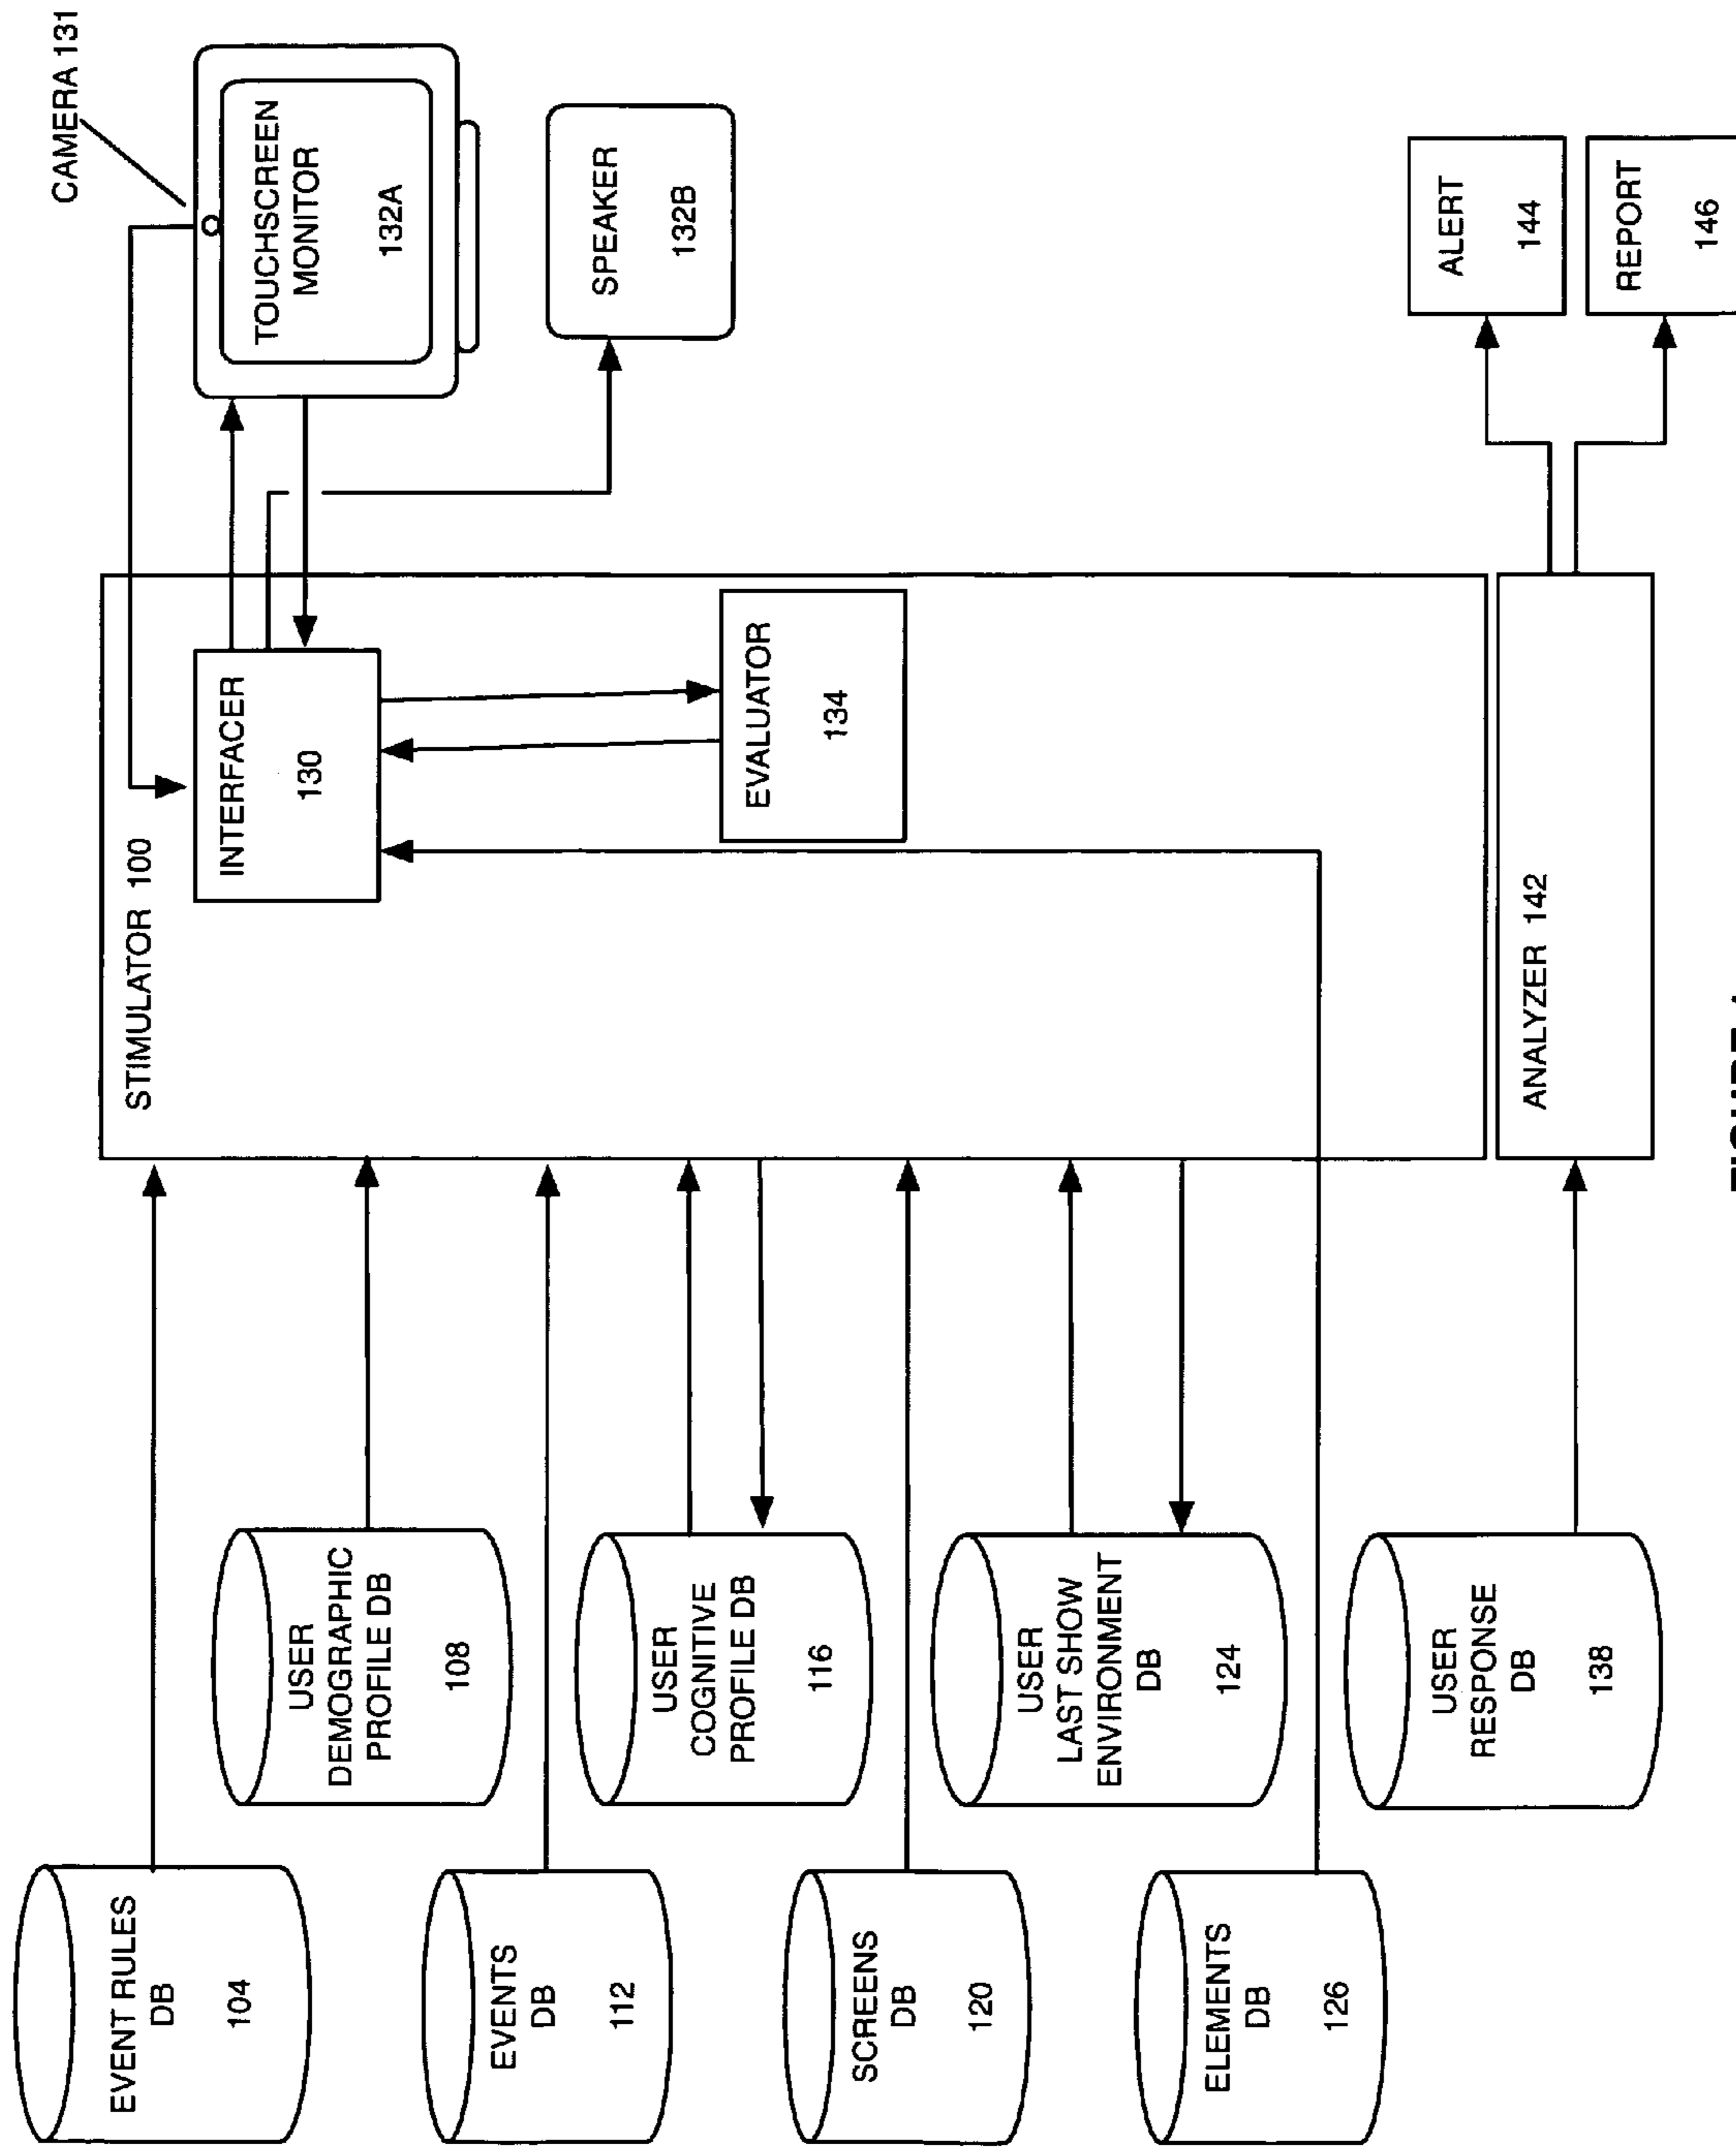 EVENT RULES
DB
104
USER
DEMOGRAPHIC
PROFILE DB
108
EVENTS
DB
112
USER
COGNITIVE
PROFILE DB
116
SCREENS
DB
120
USER
LAST SHOW
ENVIRONMENT
DB
124
ELEMENTS
DB
126
USER
RESPONSE
DB
138
STIMULATOR 100
INTERFACER
130
EVALUATOR
134
ANALYZER 142
CAMERA 131
TOUCHSCREEN
MONITOR
132A
SPEAKER
132B
ALERT
144
REPORT
146
FIGURE